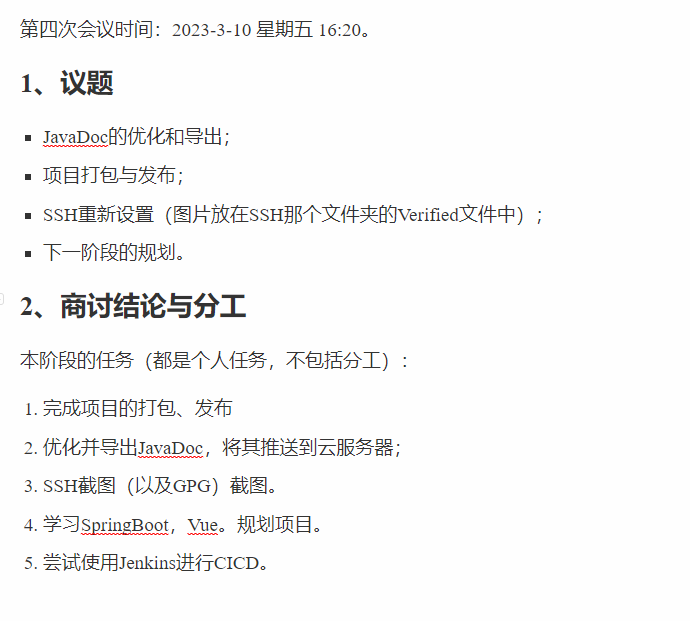 第四次会议时间：2023-3-10 星期五 16:20。
1、议题
JavaDoc的优化和导出；
项目打包与发布；
SSH重新设置（图片放在SSH那个文件夹的Verified文件中）；
下一阶段的规划。
2、商讨结论与分工
本阶段的任务（都是个人任务，不包括分工）：
1. 完成项目的打包、发布
2. 优化并导出JavaDoc，将其推送到云服务器；
3. SSH截图（以及GPG）截图。
4. 学习SpringBoot，Vue。规划项目。
5. 尝试使用Jenkins进行CICD。